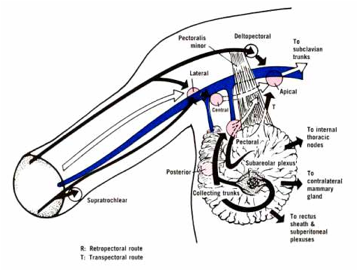 Pectoralis
minor
Deltopectoral
To
subclavian
trunks
Lateral
Apical
Central
To internal
thoracic
nodes
Pectoral
Subareolar plexus
Posterior
To
contralateral
mammary
gland
Collecting trunks
Supratrochlear
To rectus
sheath &
subperitoneal
plexuses
R: Retropectoral route
T: Transpectoral route